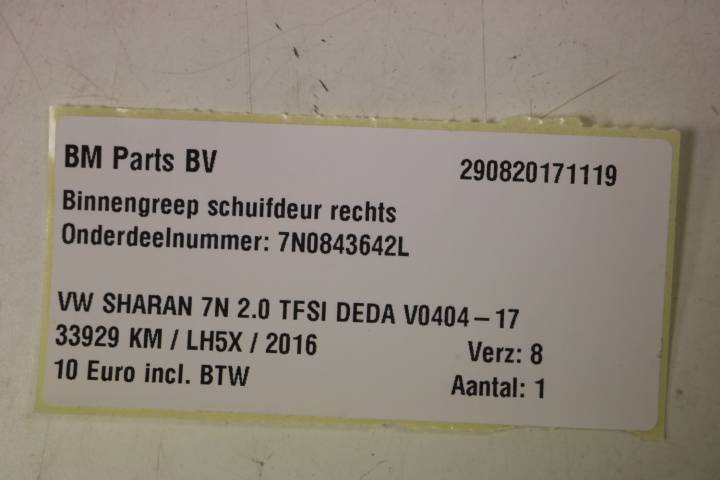 BM Parts BV 290820171119
Binnengreep schuifdeur rechts
Onderdeelnummer: 7N0843642L
VW SHARAN 7N 2.0 TFSI DEDA V0404-17
33929 KM / LH5X / 2016 Verz: 8
10 Euro incl. BTW Aantal: 1